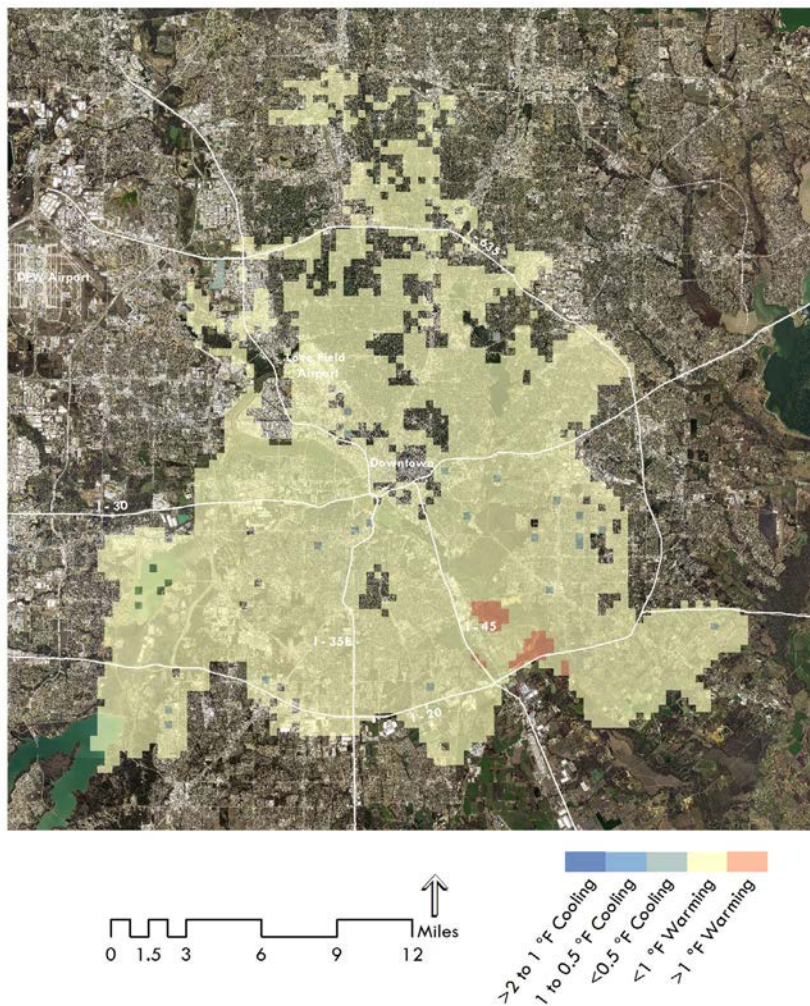 I - 635
DFW Airport
Love Field
Airport
Downtown
I - 30
I - 45
I - 35E
I - 20
Miles
0 1.5 3 6 9 12
>2 to 1 °F Cooling
1 to 0.5 °F Cooling
<0.5 °F Cooling
<1 °F Warming
>1 °F Warming